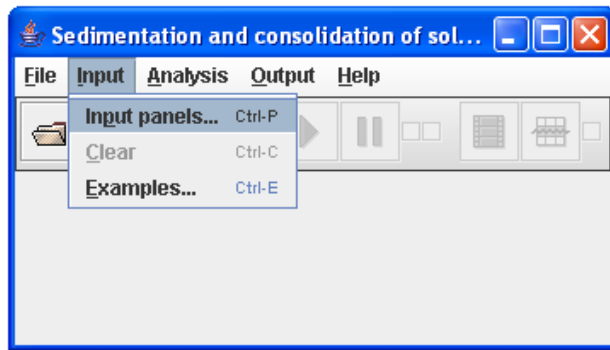 Sedimentation and consolidation of sol...
File Input Analysis Output Help
Input panels... Ctrl-P
Clear Ctrl-C
Examples... Ctrl-E